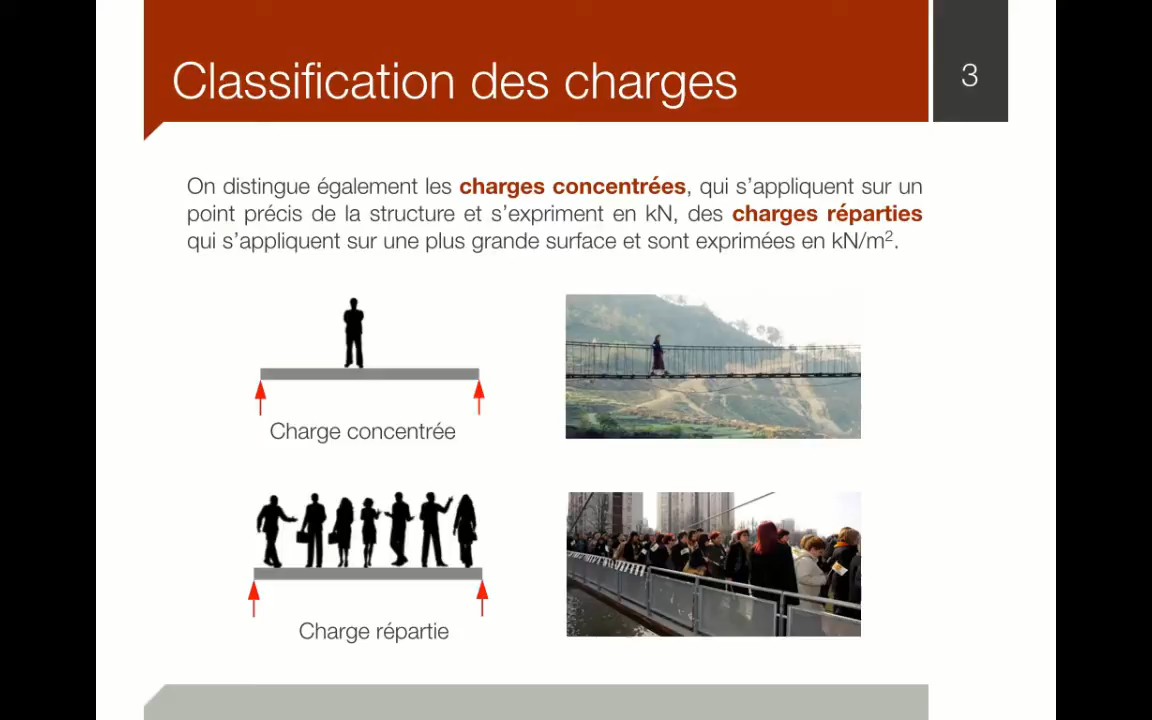 Classification des charges
3
On distingue également les charges concentrées, qui s’appliquent sur un
point précis de la structure et s’expriment en kN, des charges réparties
qui s’appliquent sur une plus grande surface et sont exprimées en kN/m².
Charge concentrée
Charge répartie